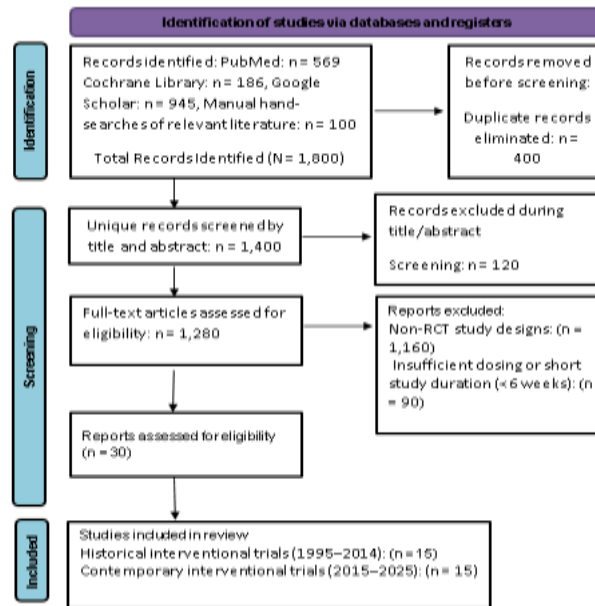 Identification of studies via databases and registers
Identification
Records identified: PubMed: n = 569
Cochrane Library: n = 186, Google
Scholar: n = 945, Manual hand-
searches of relevant literature: n = 100
Total Records Identified (N = 1,800)
Records removed
before screening:
Duplicate records
eliminated: n =
400
Screening
Unique records screened by
title and abstract: n = 1,400
Records excluded during
title/abstract
Screening: n = 120
Full-text articles assessed for
eligibility: n = 1,280
Reports excluded:
Non-RCT study designs: (n =
1,160)
Insufficient dosing or short
study duration (<6 weeks): (n
= 90)
Reports assessed for eligibility
(n = 30)
Included
Studies included in review
Historical interventional trials (1995–2014): (n = 15)
Contemporary interventional trials (2015–2025): (n = 15)